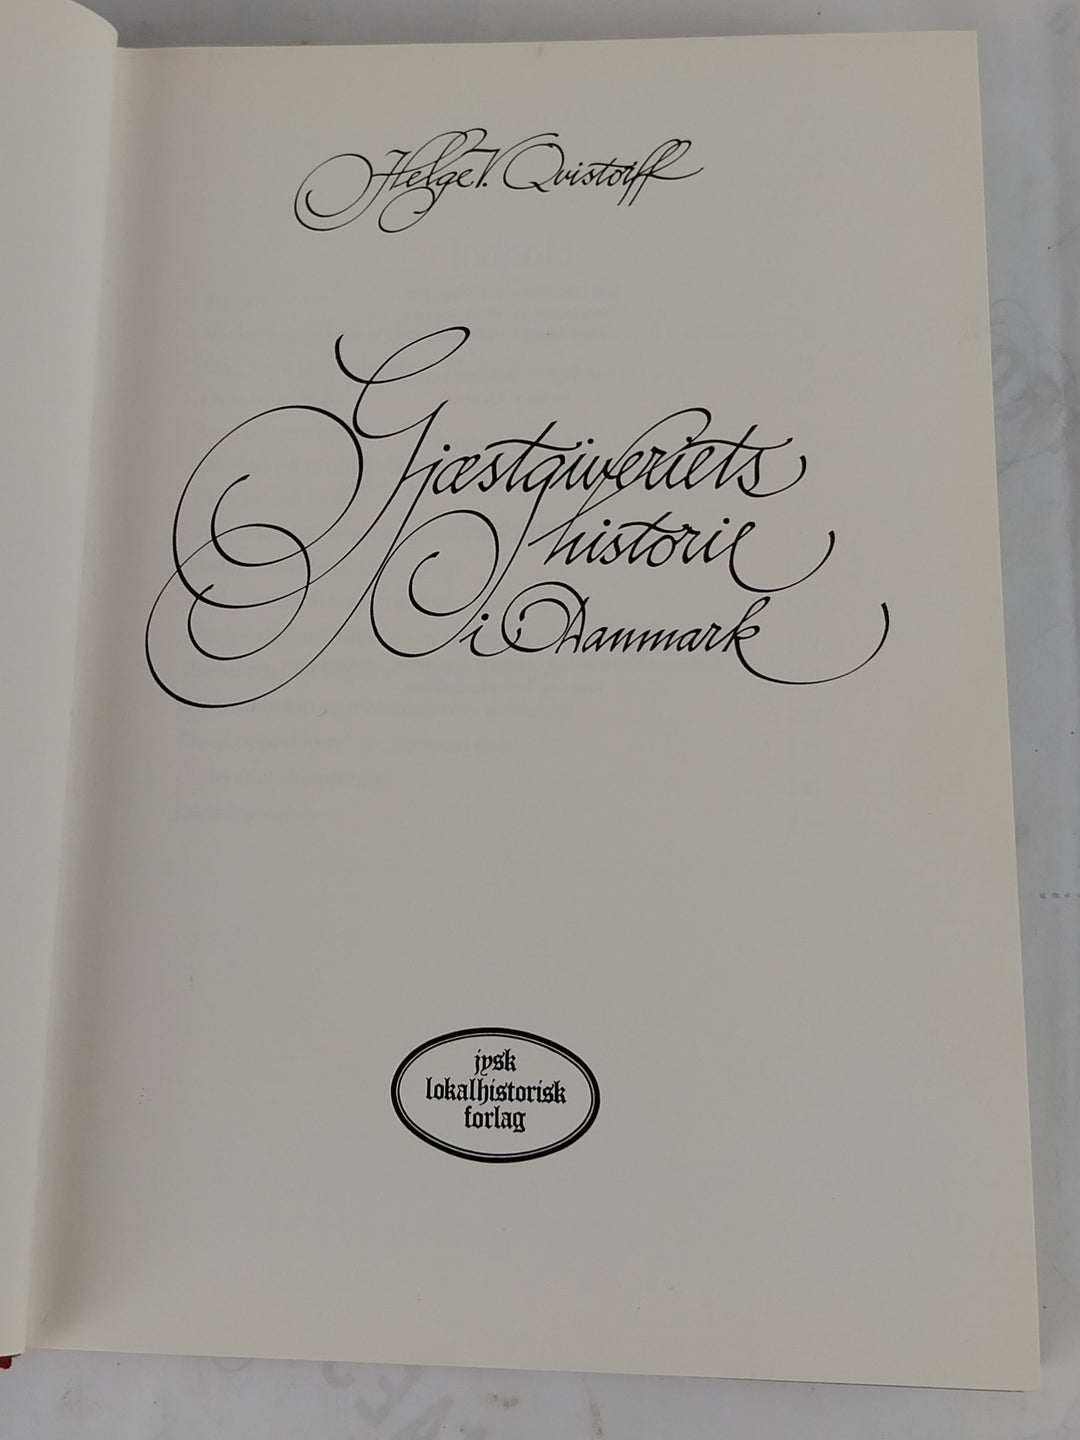 Helge V. Qvistorff
Gjæstgiveriets
historie
i Danmark
jysk
lokalhistorisk
forlag